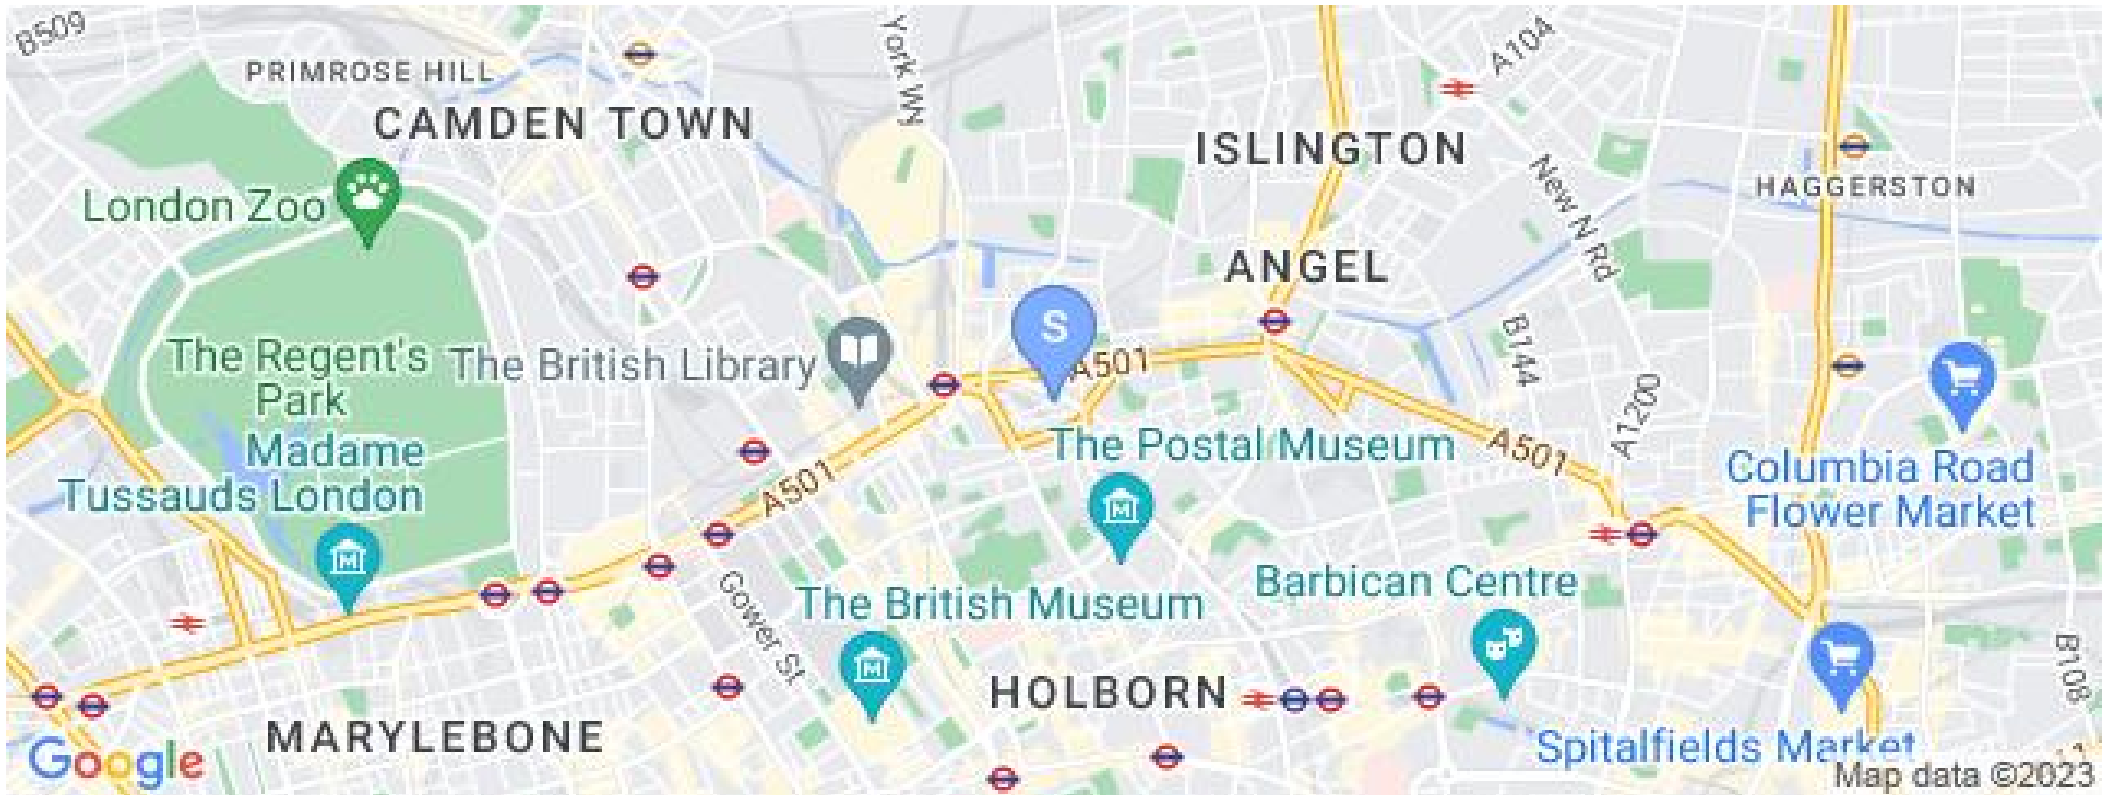 B509
PRIMROSE HILL
CAMDEN TOWN
York Wy
A104
ISLINGTON
New N Rd
HAGGERSTON
London Zoo
ANGEL
S
The Regent's
Park
The British Library
A501
B144
A1200
Madame
Tussauds London
A501
The Postal Museum
A501
Columbia Road
Flower Market
M
M
Gower St
The British Museum
Barbican Centre
M
HOLBORN
B108
MARYLEBONE
Spitalfields Market
Google
Map data ©2023